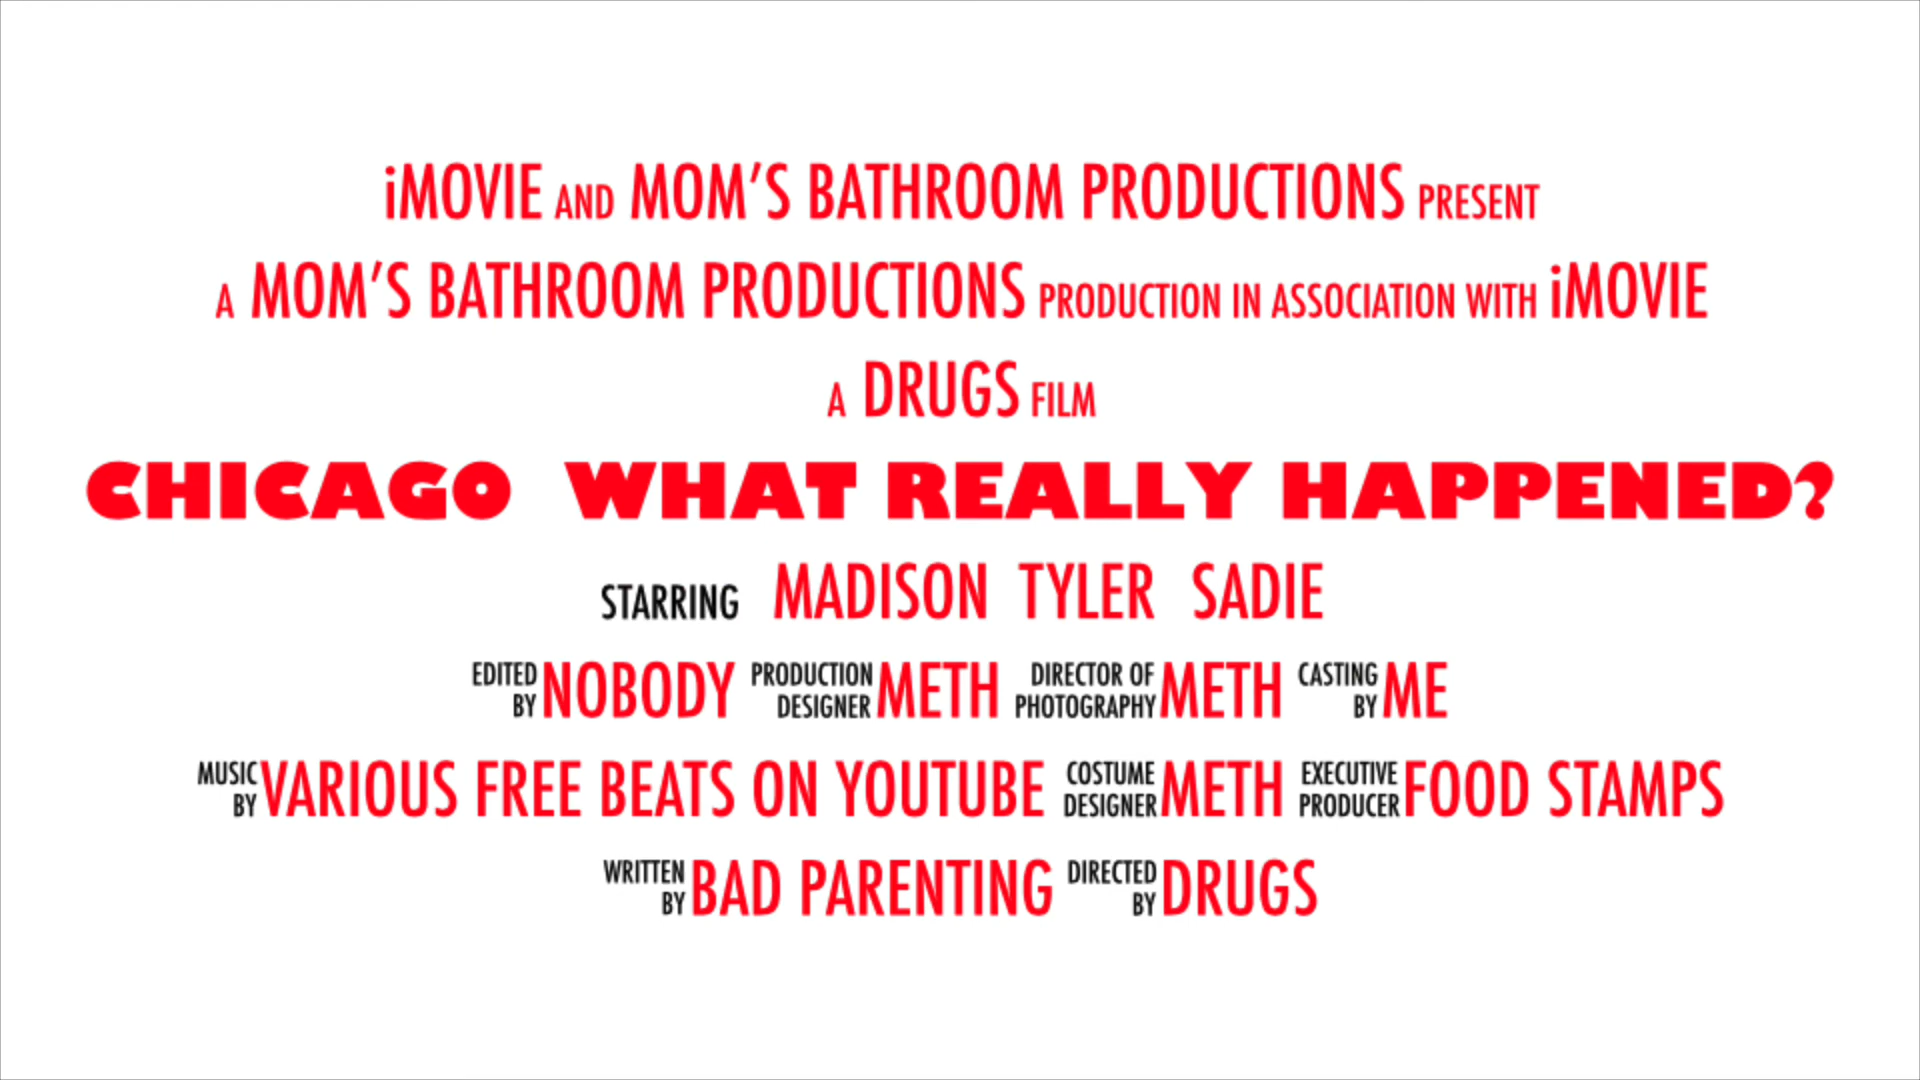 iMOVIE AND MOM'S BATHROOM PRODUCTIONS PRESENT
A MOM'S BATHROOM PRODUCTIONS PRODUCTION IN ASSOCIATION WITH iMOVIE
A DRUGS FILM
CHICAGO WHAT REALLY HAPPENED?
STARRING MADISON TYLER SADIE
EDITED BY NOBODY PRODUCTION DESIGNER METH DIRECTOR OF PHOTOGRAPHY METH CASTING BY ME
MUSIC BY VARIOUS FREE BEATS ON YOUTUBE COSTUME DESIGNER METH EXECUTIVE PRODUCER FOOD STAMPS
WRITTEN BY BAD PARENTING DIRECTED BY DRUGS